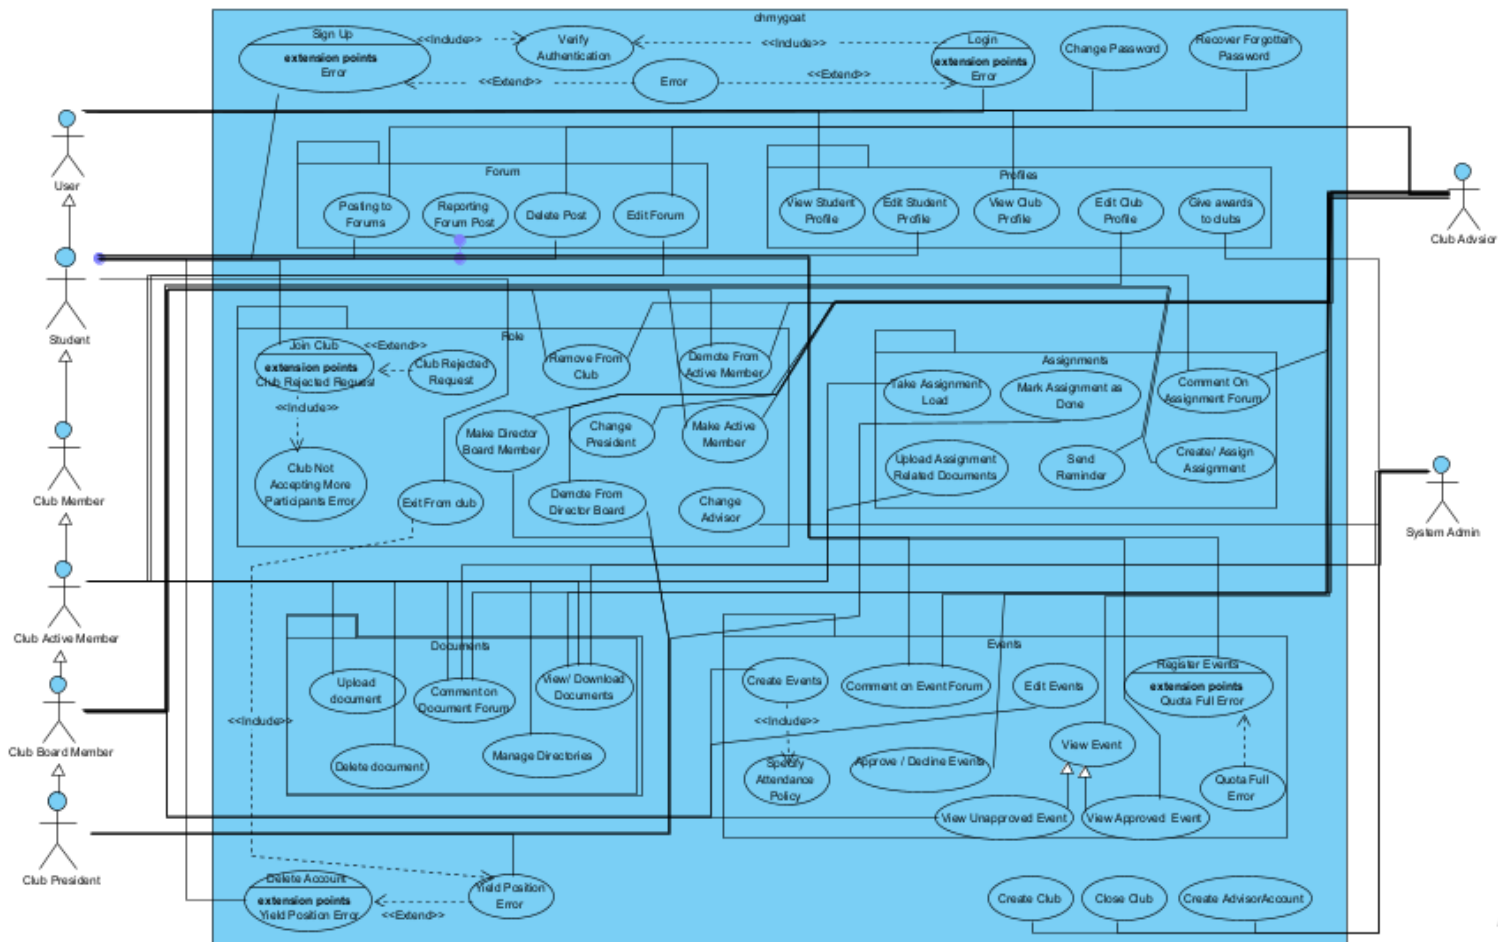 ohmygoat
Sign Up
extension points
Error
<<Include>>
Verify
Authentication
<<Include>>
Login
extension points
Error
Change Password
Recover Forgotten
Password
<<Extend>>
Error
<<Extend>>
User
Forum
Posting to
Forums
Reporting
Forum Post
Delete Post
Edit Forum
Profiles
View Student
Profile
Edit Student
Profile
View Club
Profile
Edit Club
Profile
Give awards
to clubs
Club Advsior
Student
Role
Join Club
extension points
Club Rejected Request
<<Extend>>
Club Rejected
Request
<<Include>>
Club Not
Accepting More
Participants Error
Remove From
Club
Demote From
Active Member
Make Director
Board Member
Change
President
Make Active
Member
Exit From club
Demote From
Director Board
Change
Advisor
Assignments
Take Assignment
Load
Mark Assignment as
Done
Comment On
Assignment Forum
Upload Assignment
Related Documents
Send
Reminder
Create/ Assign
Assignment
Club Member
System Admin
Club Active Member
Documents
Upload
document
Comment on
Document Forum
View/ Download
Documents
Delete document
Manage Directories
<<Include>>
Events
Create Events
<<Include>>
Specify
Attendance
Policy
Comment on Event Forum
Edit Events
Register Events
extension points
Quota Full Error
View Event
Approve / Decline Events
Quota Full
Error
View Unapproved Event
View Approved Event
Club Board Member
Club President
Delete Account
extension points
Yield Position Error
<<Extend>>
Yield Position
Error
Create Club
Close Club
Create AdvisorAccount